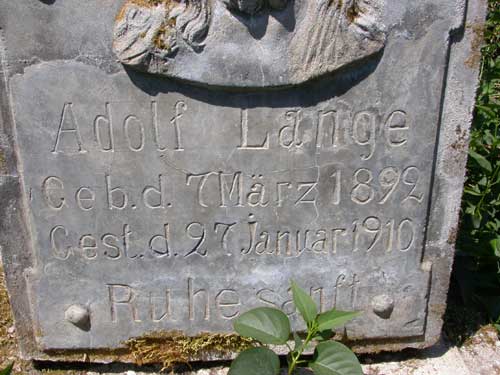 Adolf Lange
Geb. d. 7 März 1892
Gest. d. 27 Januar 1910
Ruhe sanft